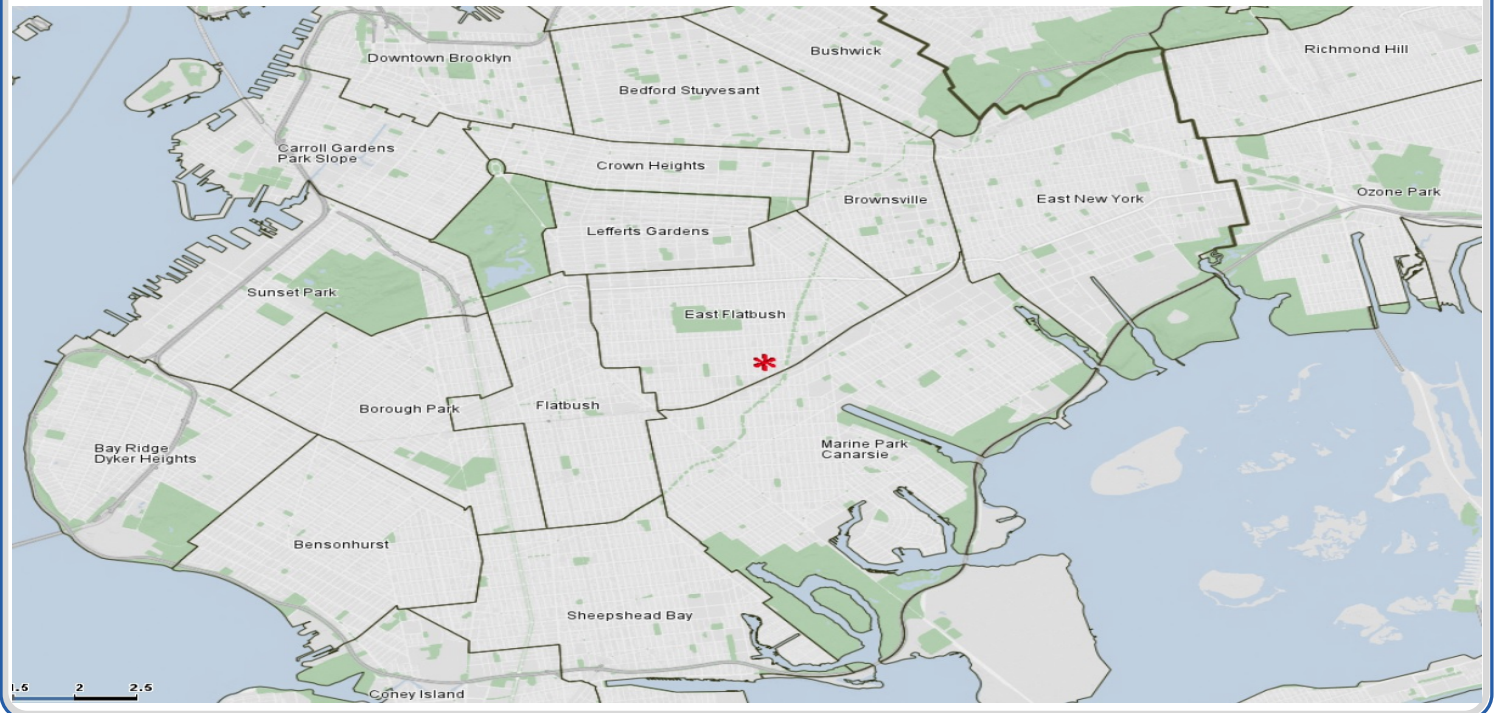 Downtown Brooklyn
Bushwick
Richmond Hill
Bedford Stuyvesant
Carroll Gardens
Park Slope
Crown Heights
Brownsville
East New York
Ozone Park
Lefferts Gardens
Sunset Park
East Flatbush
*
Borough Park
Flatbush
Bay Ridge
Dyker Heights
Marine Park
Canarsie
Bensonhurst
Sheepshead Bay
Coney Island
.5 2 2.5